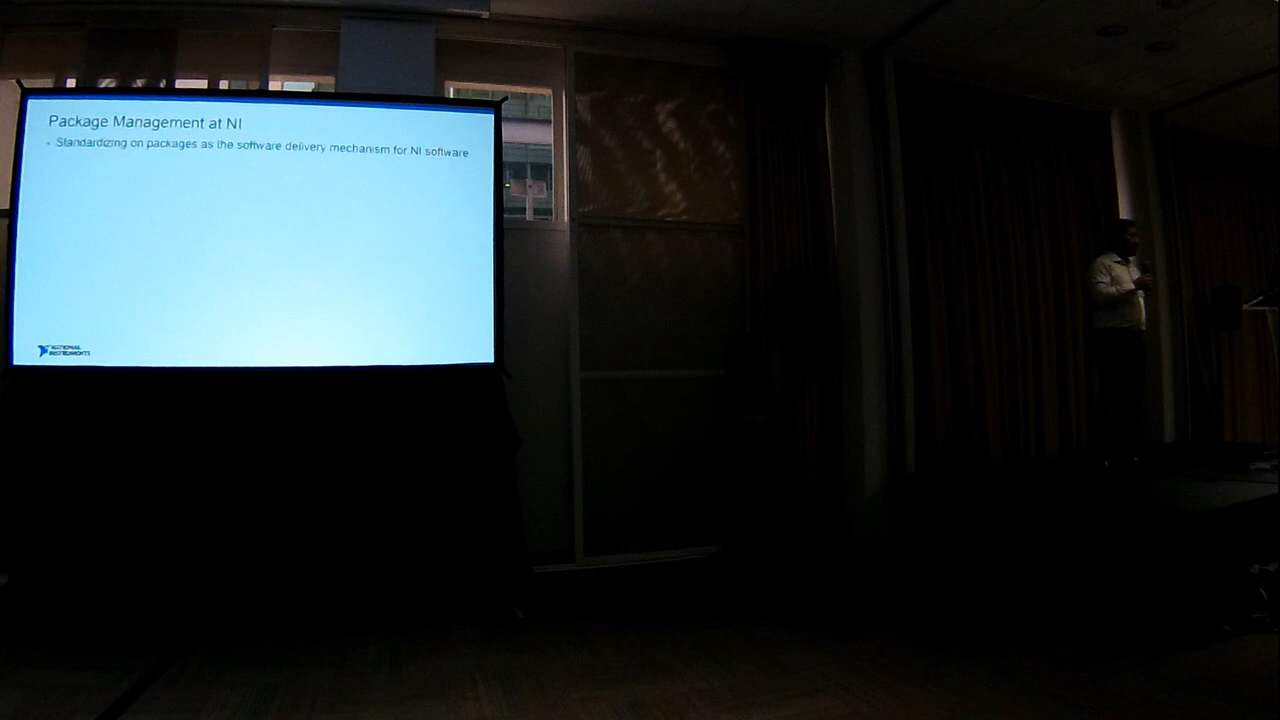 Package Management at NI
Standardizing on packages as the software delivery mechanism for NI software
NATIONAL
INSTRUMENTS